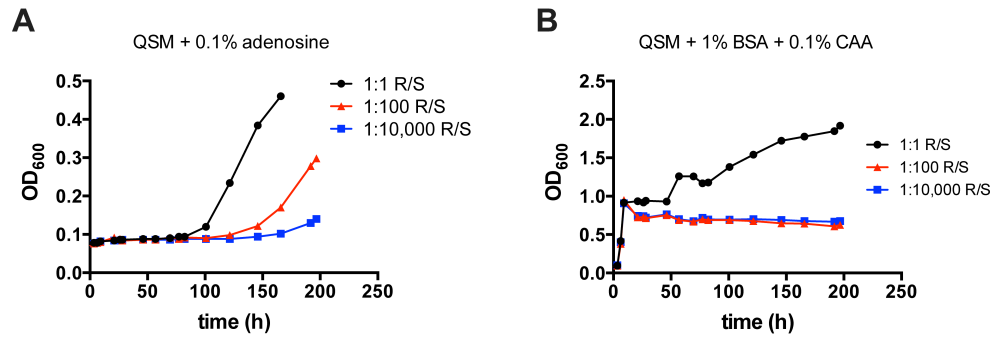 A
QSM + 0.1% adenosine
0.5
0.4
0.3
0.2
0.1
0.0
OD600
0
50
100
150
200
250
time (h)
1:1 R/S
1:100 R/S
1:10,000 R/S
B
QSM + 1% BSA + 0.1% CAA
2.5
2.0
1.5
1.0
0.5
0.0
OD600
0
50
100
150
200
250
time (h)
1:1 R/S
1:100 R/S
1:10,000 R/S